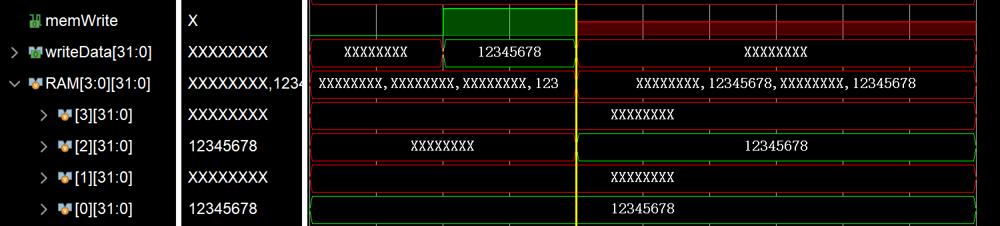 memWrite X
writeData[31:0] XXXXXXXX XXXXXXXX 12345678 XXXXXXXX
RAM[3:0][31:0] XXXXXXXX,1234 XXXXXXXX,XXXXXXXX,XXXXXXXX,123 XXXXXXXX,12345678,XXXXXXXX,12345678
[3][31:0] XXXXXXXX XXXXXXXX
[2][31:0] 12345678 XXXXXXXX 12345678
[1][31:0] XXXXXXXX XXXXXXXX
[0][31:0] 12345678 12345678